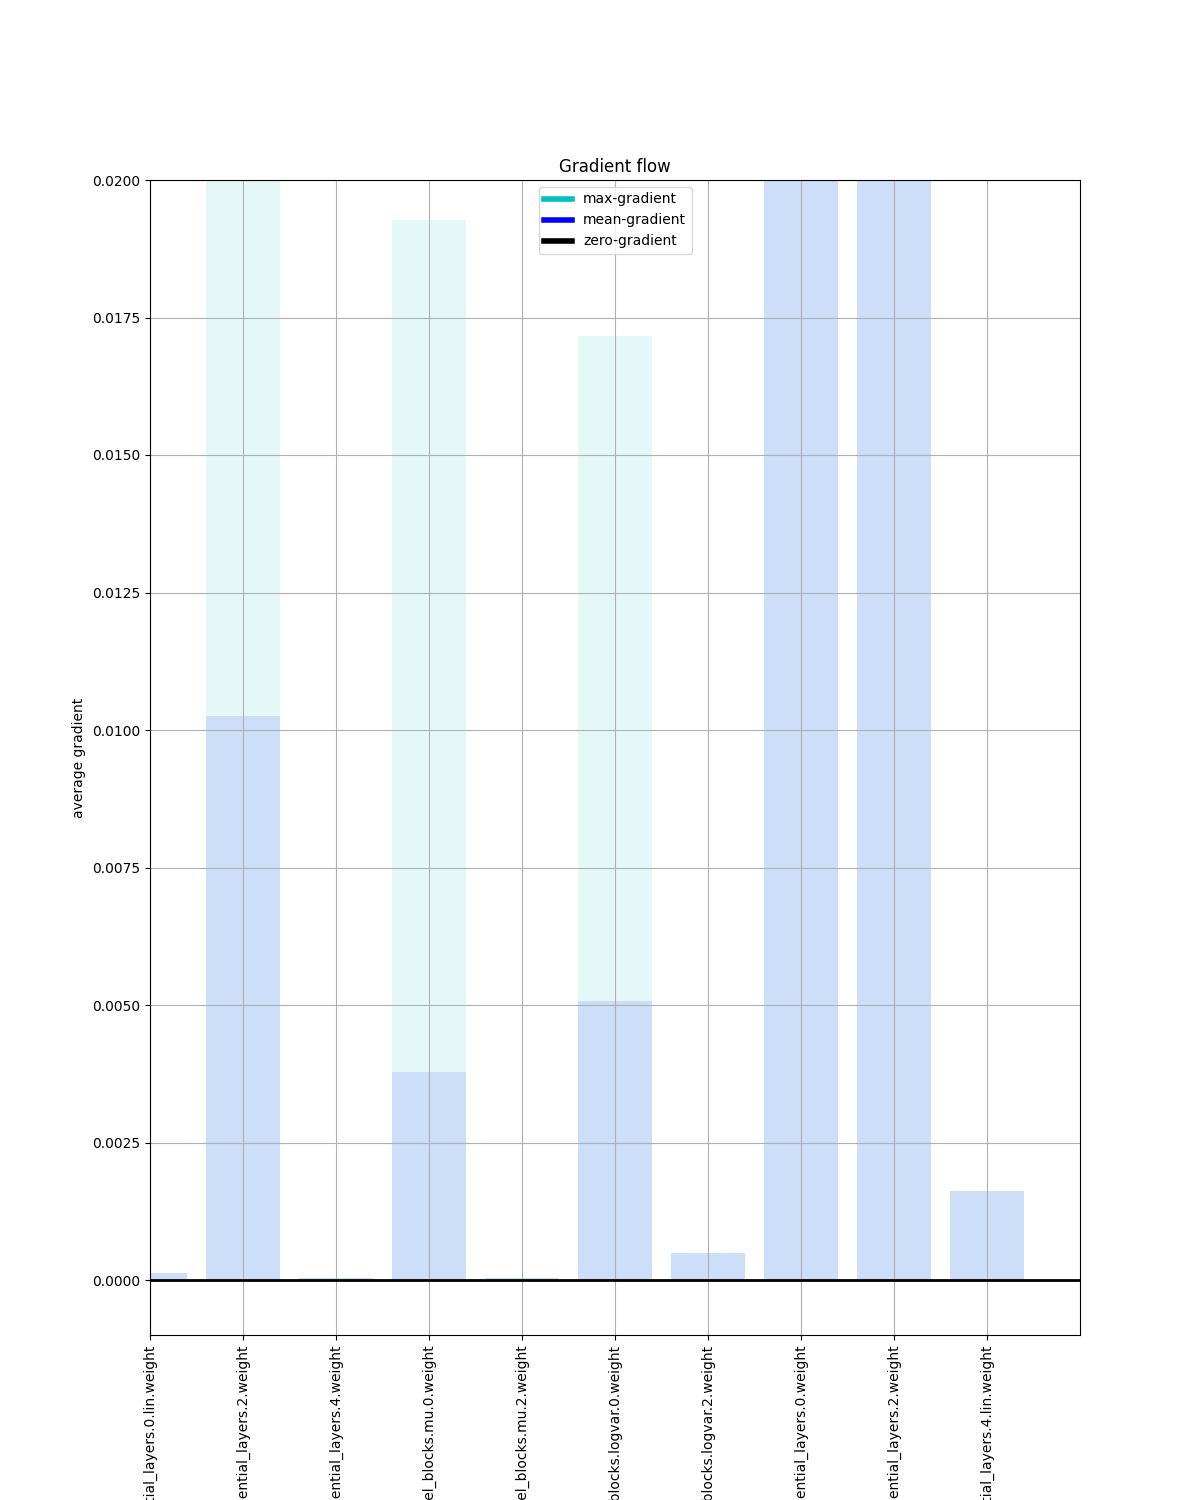 Gradient flow
max-gradient
mean-gradient
zero-gradient
0.0200
0.0175
0.0150
0.0125
0.0100
0.0075
0.0050
0.0025
0.0000
average gradient
tial_layers.0.lin.weight
ential_layers.2.weight
ential_layers.4.weight
el_blocks.mu.0.weight
el_blocks.mu.2.weight
blocks.logvar.0.weight
blocks.logvar.2.weight
ential_layers.0.weight
ential_layers.2.weight
tial_layers.4.lin.weight